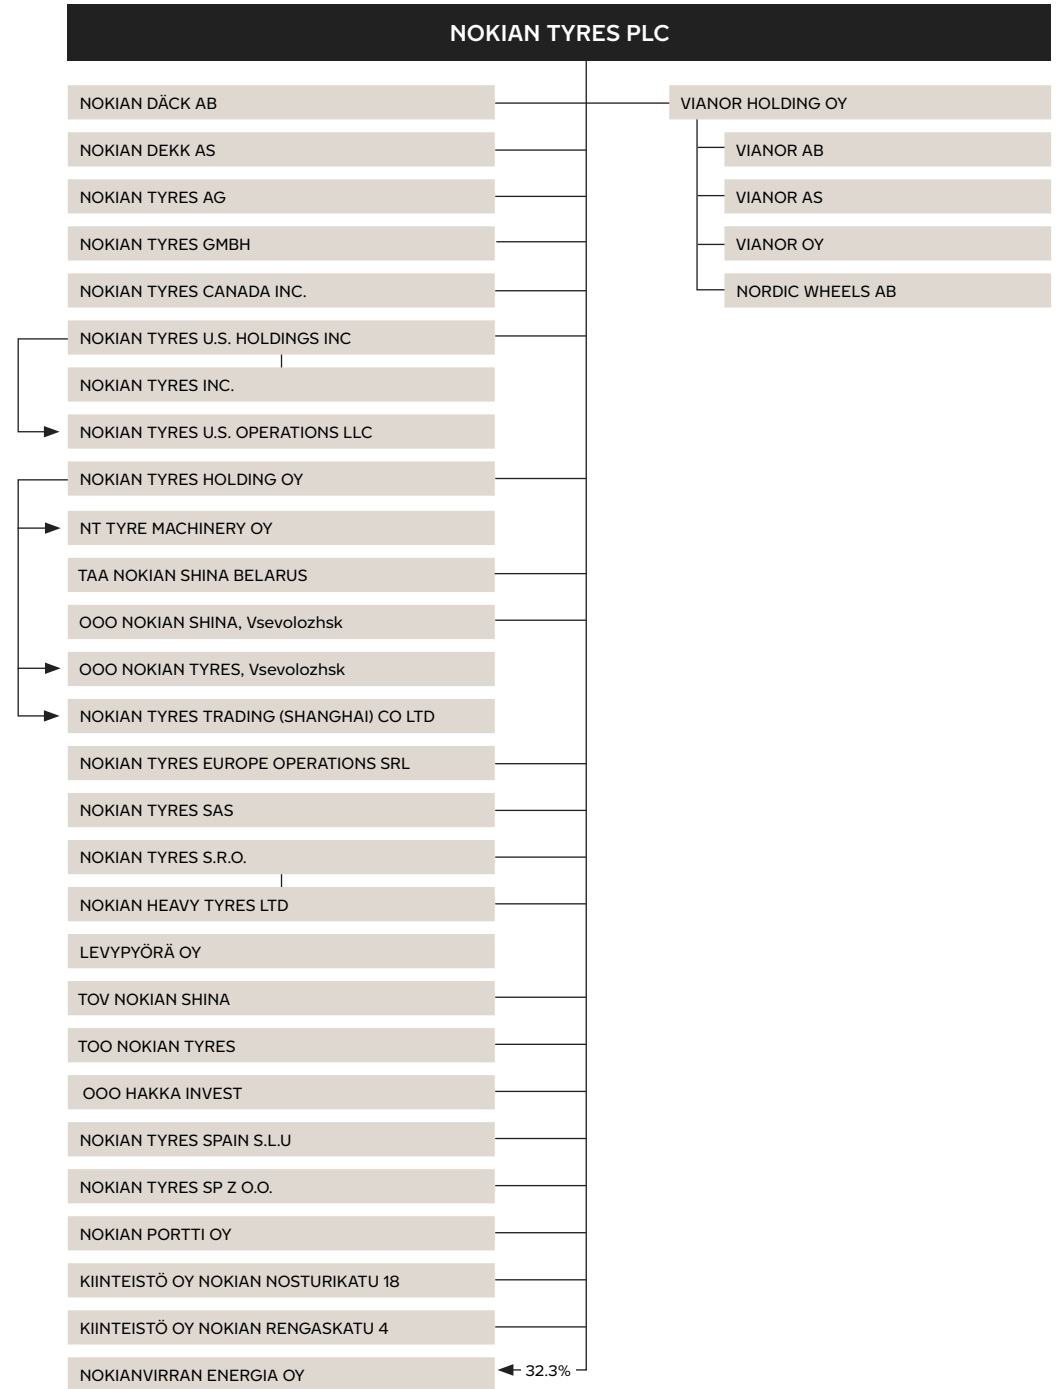 NOKIAN TYRES PLC
NOKIAN DÄCK AB
NOKIAN DEKK AS
NOKIAN TYRES AG
NOKIAN TYRES GMBH
NOKIAN TYRES CANADA INC.
NOKIAN TYRES U.S. HOLDINGS INC
NOKIAN TYRES INC.
NOKIAN TYRES U.S. OPERATIONS LLC
NOKIAN TYRES HOLDING OY
NT TYRE MACHINERY OY
TAA NOKIAN SHINA BELARUS
OOO NOKIAN SHINA, Vsevolozhsk
OOO NOKIAN TYRES, Vsevolozhsk
NOKIAN TYRES TRADING (SHANGHAI) CO LTD
NOKIAN TYRES EUROPE OPERATIONS SRL
NOKIAN TYRES SAS
NOKIAN TYRES S.R.O.
NOKIAN HEAVY TYRES LTD
LEVYPYÖRÄ OY
TOV NOKIAN SHINA
TOO NOKIAN TYRES
OOO HAKKA INVEST
NOKIAN TYRES SPAIN S.L.U
NOKIAN TYRES SP Z O.O.
NOKIAN PORTTI OY
KIINTEISTÖ OY NOKIAN NOSTURIKATU 18
KIINTEISTÖ OY NOKIAN RENGASKATU 4
NOKIANVIRRAN ENERGIA OY
32.3%
VIANOR HOLDING OY
VIANOR AB
VIANOR AS
VIANOR OY
NORDIC WHEELS AB